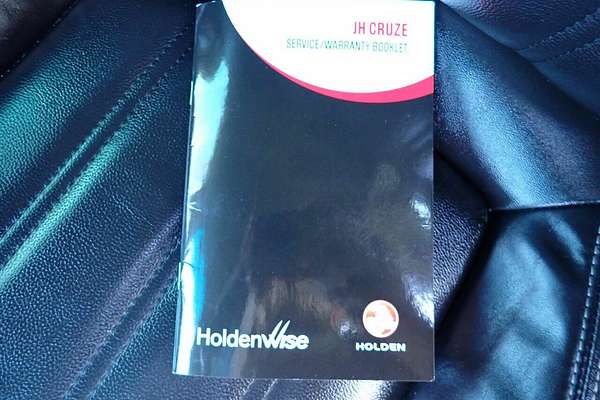 JH CRUZE
SERVICE/WARRANTY BOOKLET
HoldenWise
HOLDEN